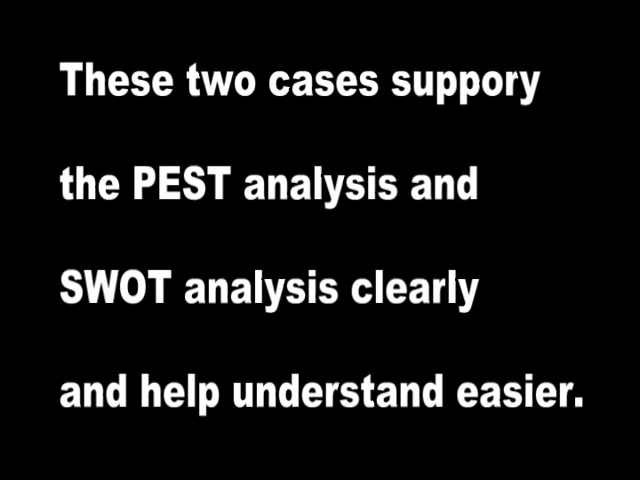 These two cases suppory
the PEST analysis and
SWOT analysis clearly
and help understand easier.